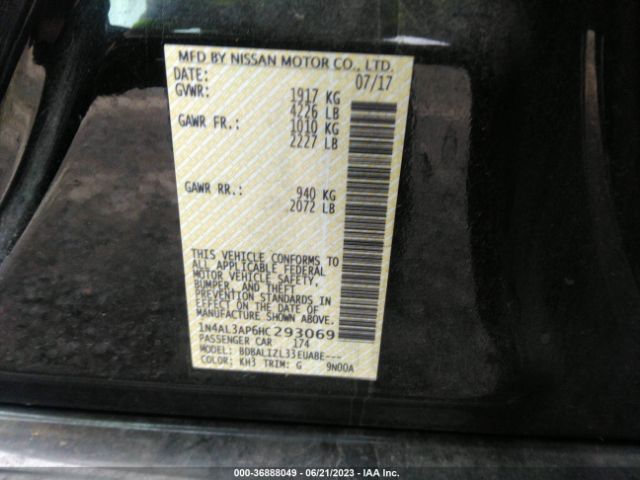 MFD BY NISSAN MOTOR CO., LTD.
DATE: 07/17
GVWR: 1917 KG
4226 LB
GAWR FR.: 1010 KG
2227 LB
GAWR RR.: 940 KG
2072 LB
THIS VEHICLE CONFORMS TO
ALL APPLICABLE FEDERAL
MOTOR VEHICLE SAFETY,
BUMPER, AND THEFT
PREVENTION STANDARDS IN
EFFECT ON THE DATE OF
MANUFACTURE SHOWN ABOVE.
1N4AL3AP6HC293069
PASSENGER CAR 174
MODEL: BDBALIZL33EUABE---
COLOR: KH3 TRIM: G 9N00A
000-36888049 - 06/21/2023 - IAA Inc.